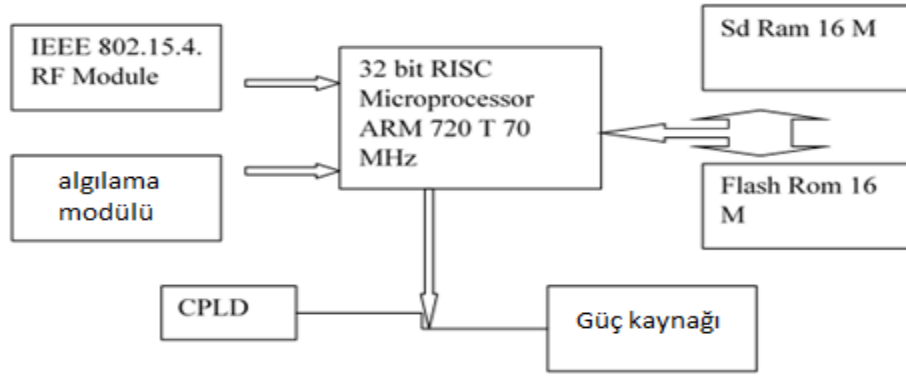 IEEE 802.15.4.
RF Module
algılama
modülü
32 bit RISC
Microprocessor
ARM 720 T 70
MHz
Sd Ram 16 M
Flash Rom 16
M
CPLD
Güç kaynağı